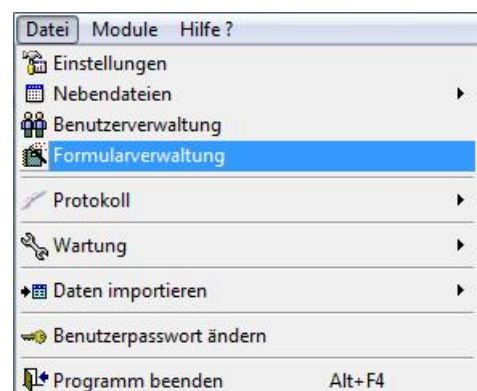 Datei Module Hilfe ?
Einstellungen
Nebendateien
Benutzerverwaltung
Formularverwaltung
Protokoll
Wartung
Daten importieren
Benutzerpasswort ändern
Programm beenden Alt+F4